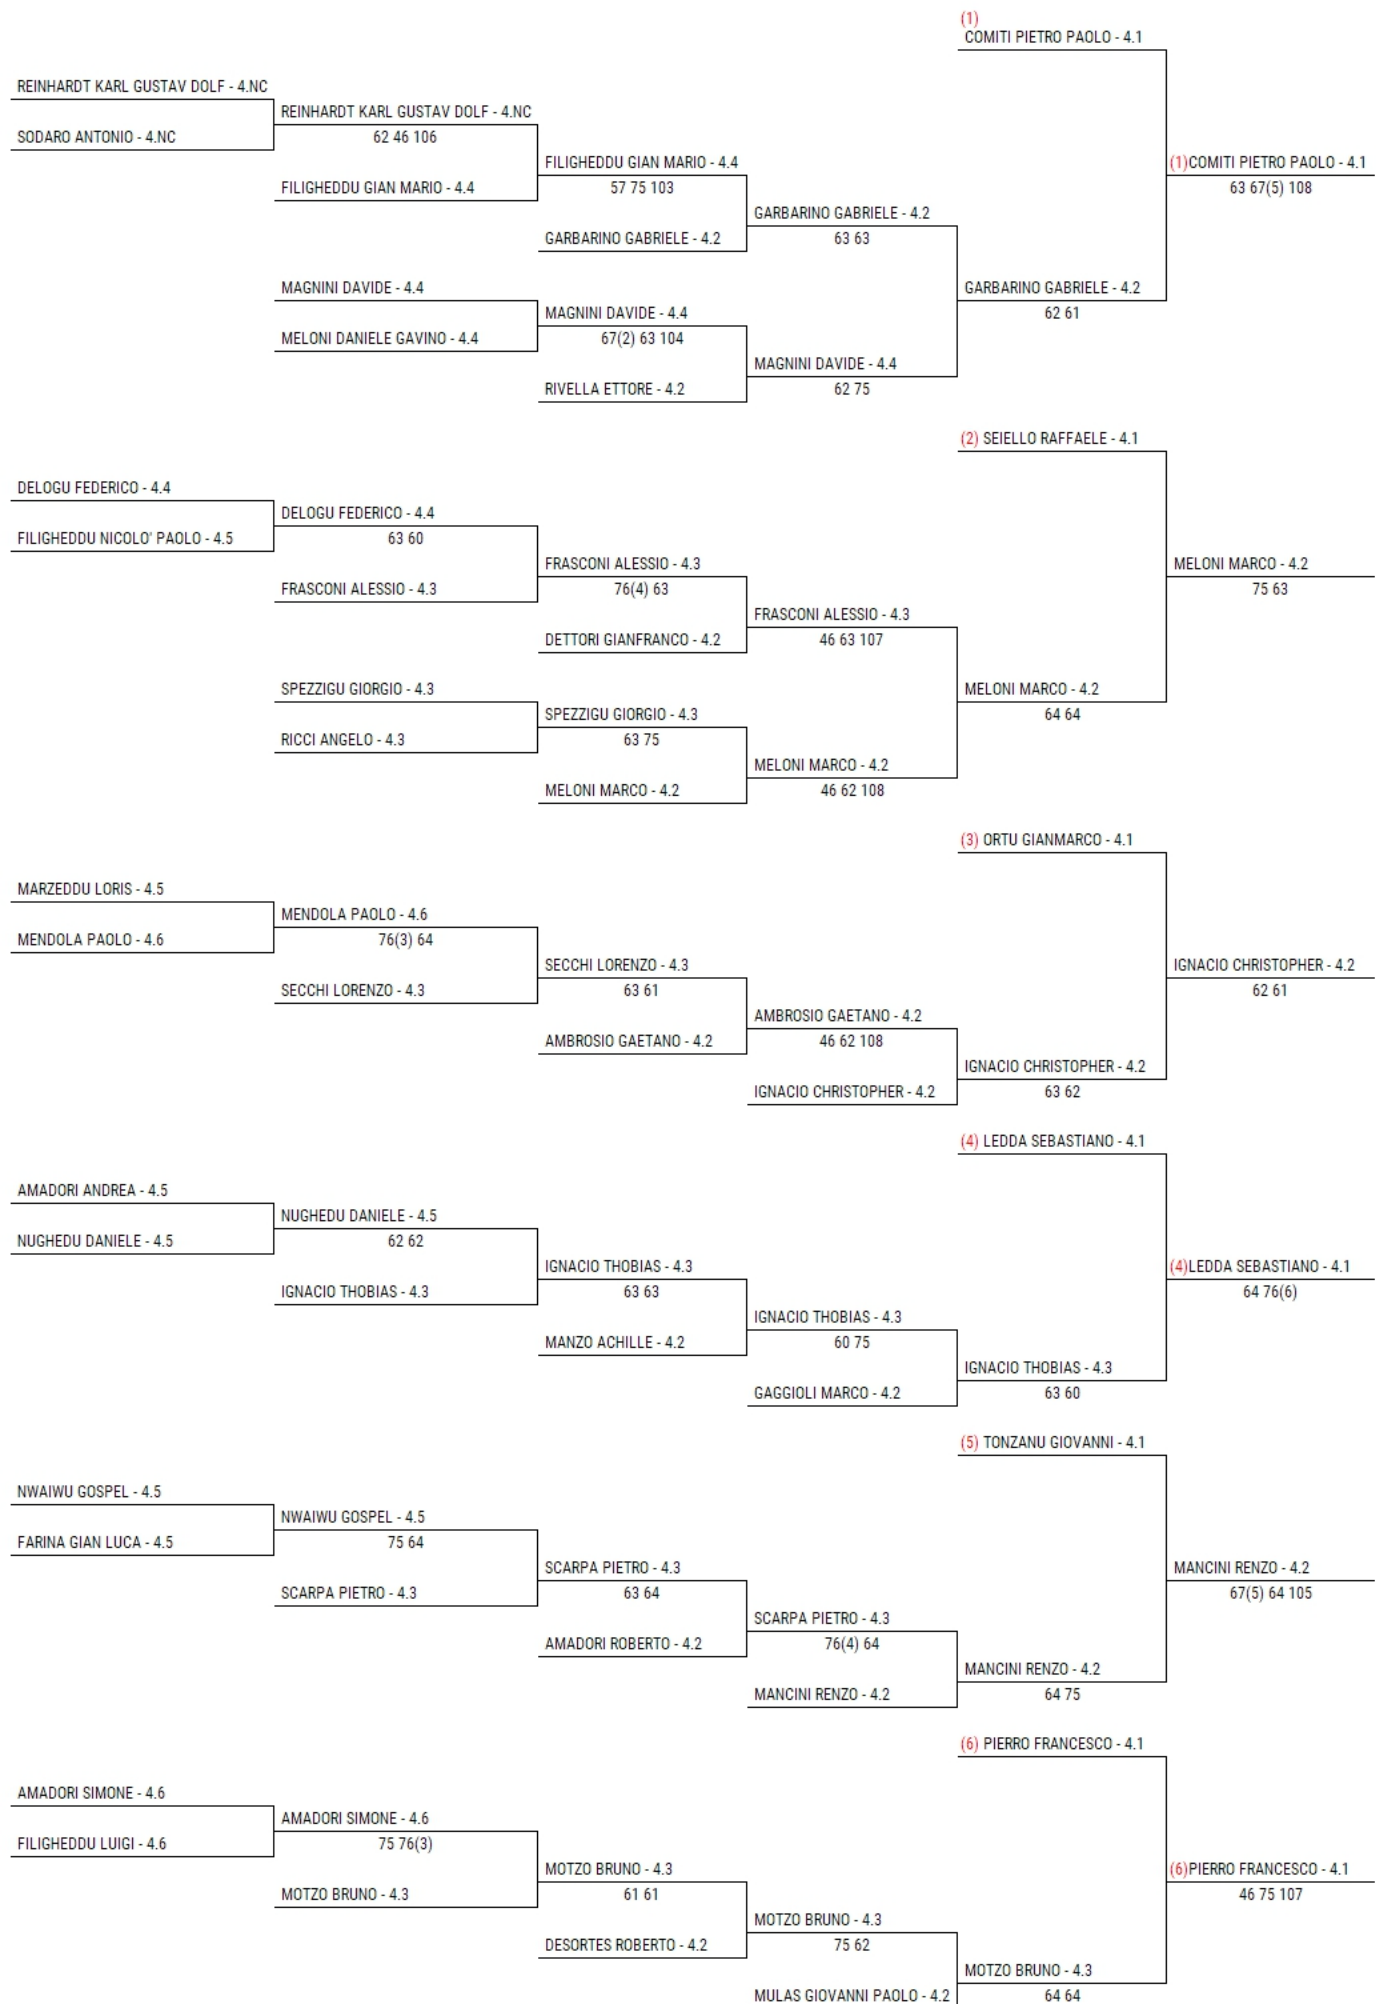 (1)
COMITI PIETRO PAOLO - 4.1
REINHARDT KARL GUSTAV DOLF - 4.NC
REINHARDT KARL GUSTAV DOLF - 4.NC
SODARO ANTONIO - 4.NC
62 46 106
FILIGHEDDU GIAN MARIO - 4.4
(1)COMITI PIETRO PAOLO - 4.1
FILIGHEDDU GIAN MARIO - 4.4
57 75 103
63 67(5) 108
GARBARINO GABRIELE - 4.2
GARBARINO GABRIELE - 4.2
63 63
MAGNINI DAVIDE - 4.4
GARBARINO GABRIELE - 4.2
MAGNINI DAVIDE - 4.4
62 61
MELONI DANIELE GAVINO - 4.4
67(2) 63 104
MAGNINI DAVIDE - 4.4
RIVELLA ETTORE - 4.2
62 75
(2) SEIELLO RAFFAELE - 4.1
DELOGU FEDERICO - 4.4
DELOGU FEDERICO - 4.4
FILIGHEDDU NICOLO' PAOLO - 4.5
63 60
FRASCONI ALESSIO - 4.3
MELONI MARCO - 4.2
FRASCONI ALESSIO - 4.3
76(4) 63
75 63
FRASCONI ALESSIO - 4.3
DETTORI GIANFRANCO - 4.2
46 63 107
SPEZZIGU GIORGIO - 4.3
MELONI MARCO - 4.2
SPEZZIGU GIORGIO - 4.3
64 64
RICCI ANGELO - 4.3
63 75
MELONI MARCO - 4.2
MELONI MARCO - 4.2
46 62 108
(3) ORTU GIANMARCO - 4.1
MARZEDDU LORIS - 4.5
MENDOLA PAOLO - 4.6
MENDOLA PAOLO - 4.6
76(3) 64
SECCHI LORENZO - 4.3
IGNACIO CHRISTOPHER - 4.2
SECCHI LORENZO - 4.3
63 61
62 61
AMBROSIO GAETANO - 4.2
AMBROSIO GAETANO - 4.2
46 62 108
IGNACIO CHRISTOPHER - 4.2
IGNACIO CHRISTOPHER - 4.2
63 62
(4) LEDDA SEBASTIANO - 4.1
AMADORI ANDREA - 4.5
NUGHEDU DANIELE - 4.5
NUGHEDU DANIELE - 4.5
62 62
IGNACIO THOBIAS - 4.3
(4)LEDDA SEBASTIANO - 4.1
IGNACIO THOBIAS - 4.3
63 63
64 76(6)
IGNACIO THOBIAS - 4.3
MANZO ACHILLE - 4.2
60 75
IGNACIO THOBIAS - 4.3
GAGGIOLI MARCO - 4.2
63 60
(5) TONZANU GIOVANNI - 4.1
NWAIWU GOSPEL - 4.5
NWAIWU GOSPEL - 4.5
FARINA GIAN LUCA - 4.5
75 64
SCARPA PIETRO - 4.3
MANCINI RENZO - 4.2
SCARPA PIETRO - 4.3
63 64
67(5) 64 105
SCARPA PIETRO - 4.3
AMADORI ROBERTO - 4.2
76(4) 64
MANCINI RENZO - 4.2
MANCINI RENZO - 4.2
64 75
(6) PIERRO FRANCESCO - 4.1
AMADORI SIMONE - 4.6
AMADORI SIMONE - 4.6
FILIGHEDDU LUIGI - 4.6
75 76(3)
MOTZO BRUNO - 4.3
(6)PIERRO FRANCESCO - 4.1
MOTZO BRUNO - 4.3
61 61
46 75 107
MOTZO BRUNO - 4.3
DESORTES ROBERTO - 4.2
75 62
MOTZO BRUNO - 4.3
MULAS GIOVANNI PAOLO - 4.2
64 64